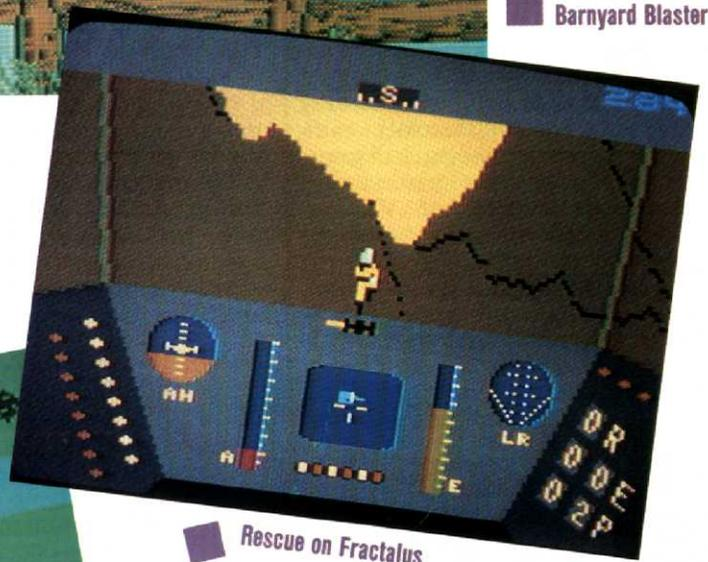 Barnyard Blaster
S
284
AH
LR
A
E
0R
00E
02P
Rescue on Fractalus